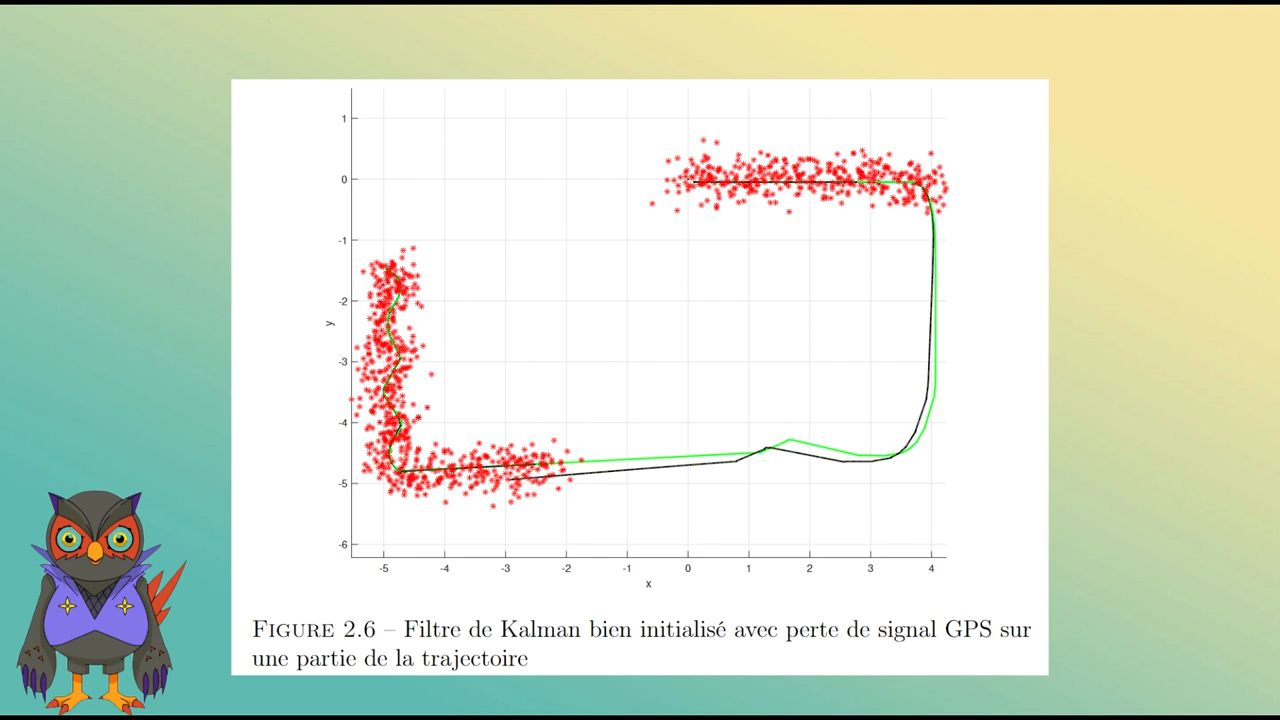 1
0
-1
-2
-3
-4
-5
-6
y
-5 -4 -3 -2 -1 0 1 2 3 4
x
FIGURE 2.6 – Filtre de Kalman bien initialisé avec perte de signal GPS sur
une partie de la trajectoire